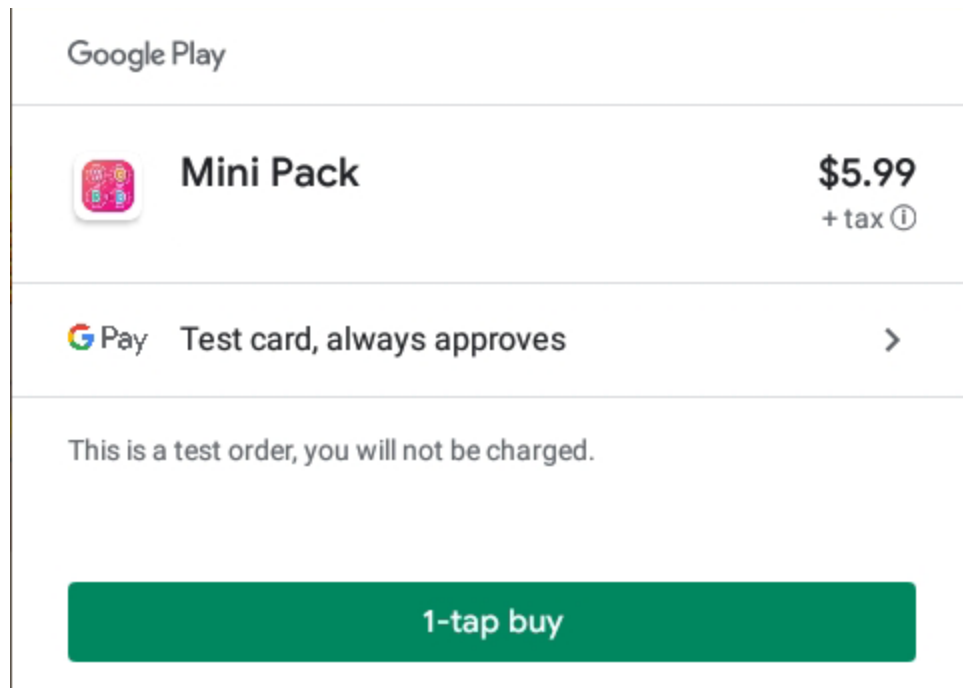 Google Play
Mini Pack
$5.99
+ tax
G Pay Test card, always approves
This is a test order, you will not be charged.
1-tap buy